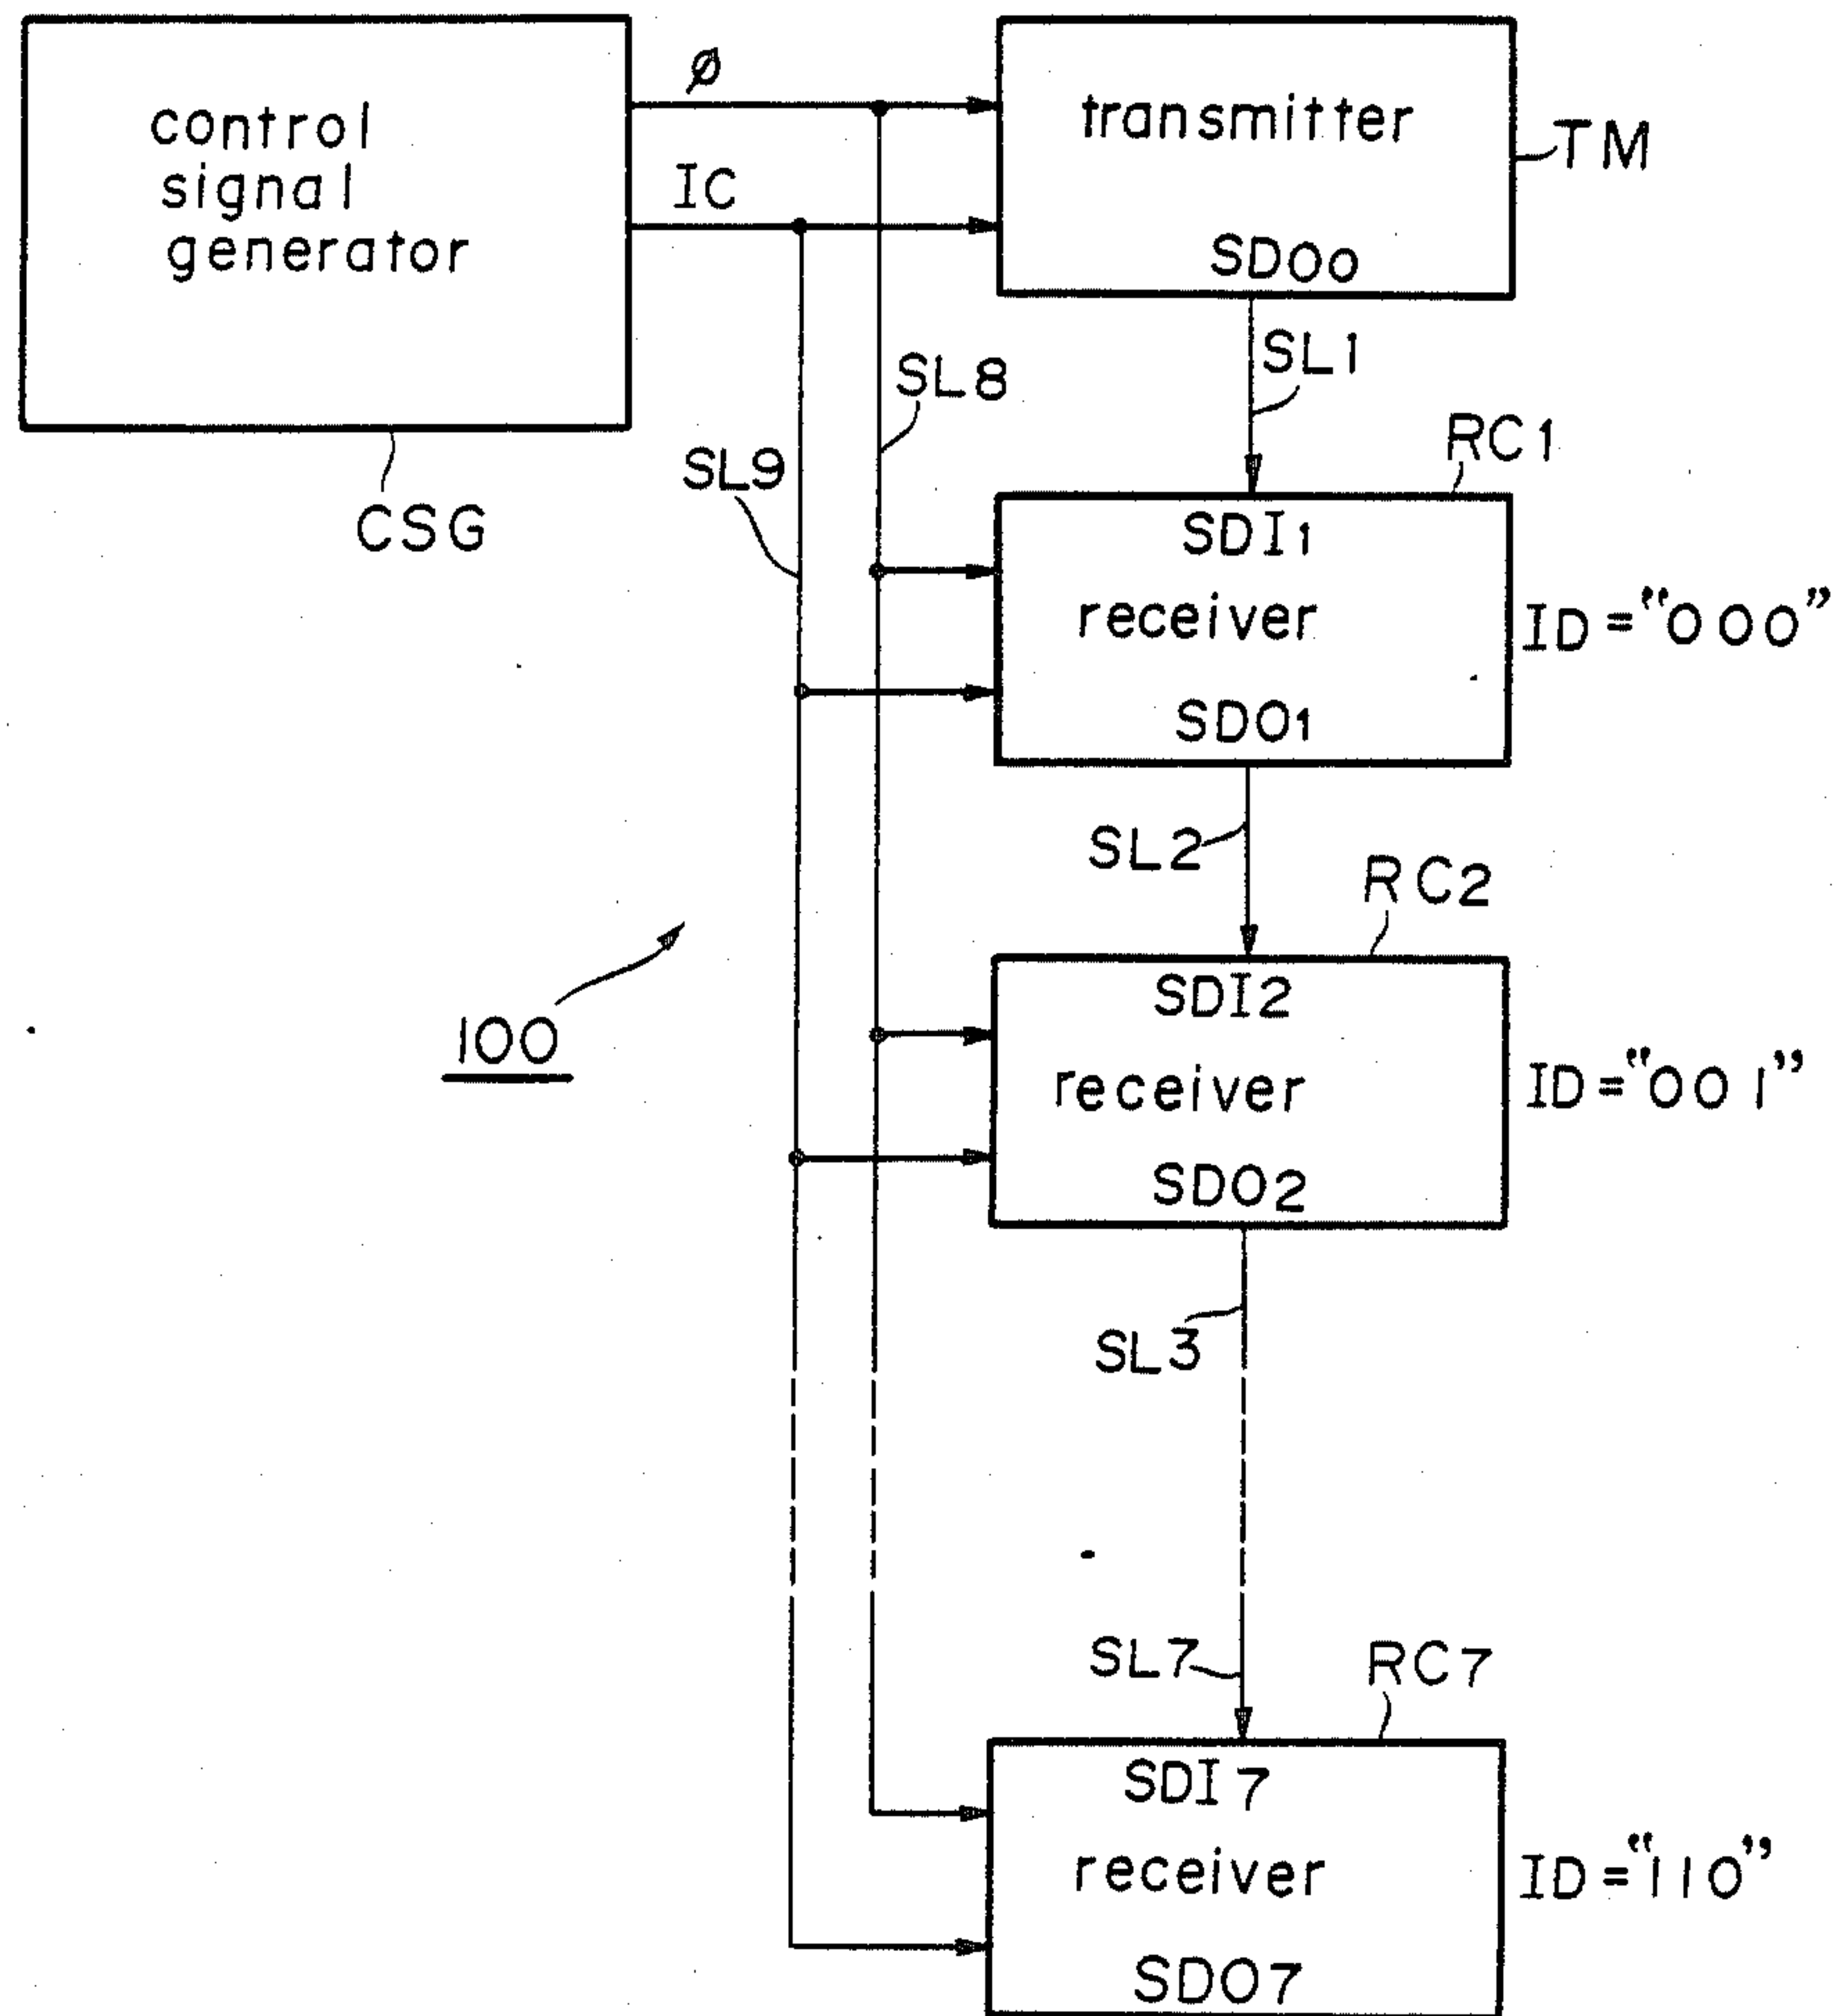 control
signal
generator
CSG
ø
IC
transmitter
SDO0
TM
SL1
SL8
SL9
RC1
SDI1
receiver
SDO1
ID="000"
SL2
RC2
100
SDI2
receiver
SDO2
ID="001"
SL3
SL7
RC7
SDI7
receiver
SDO7
ID="110"